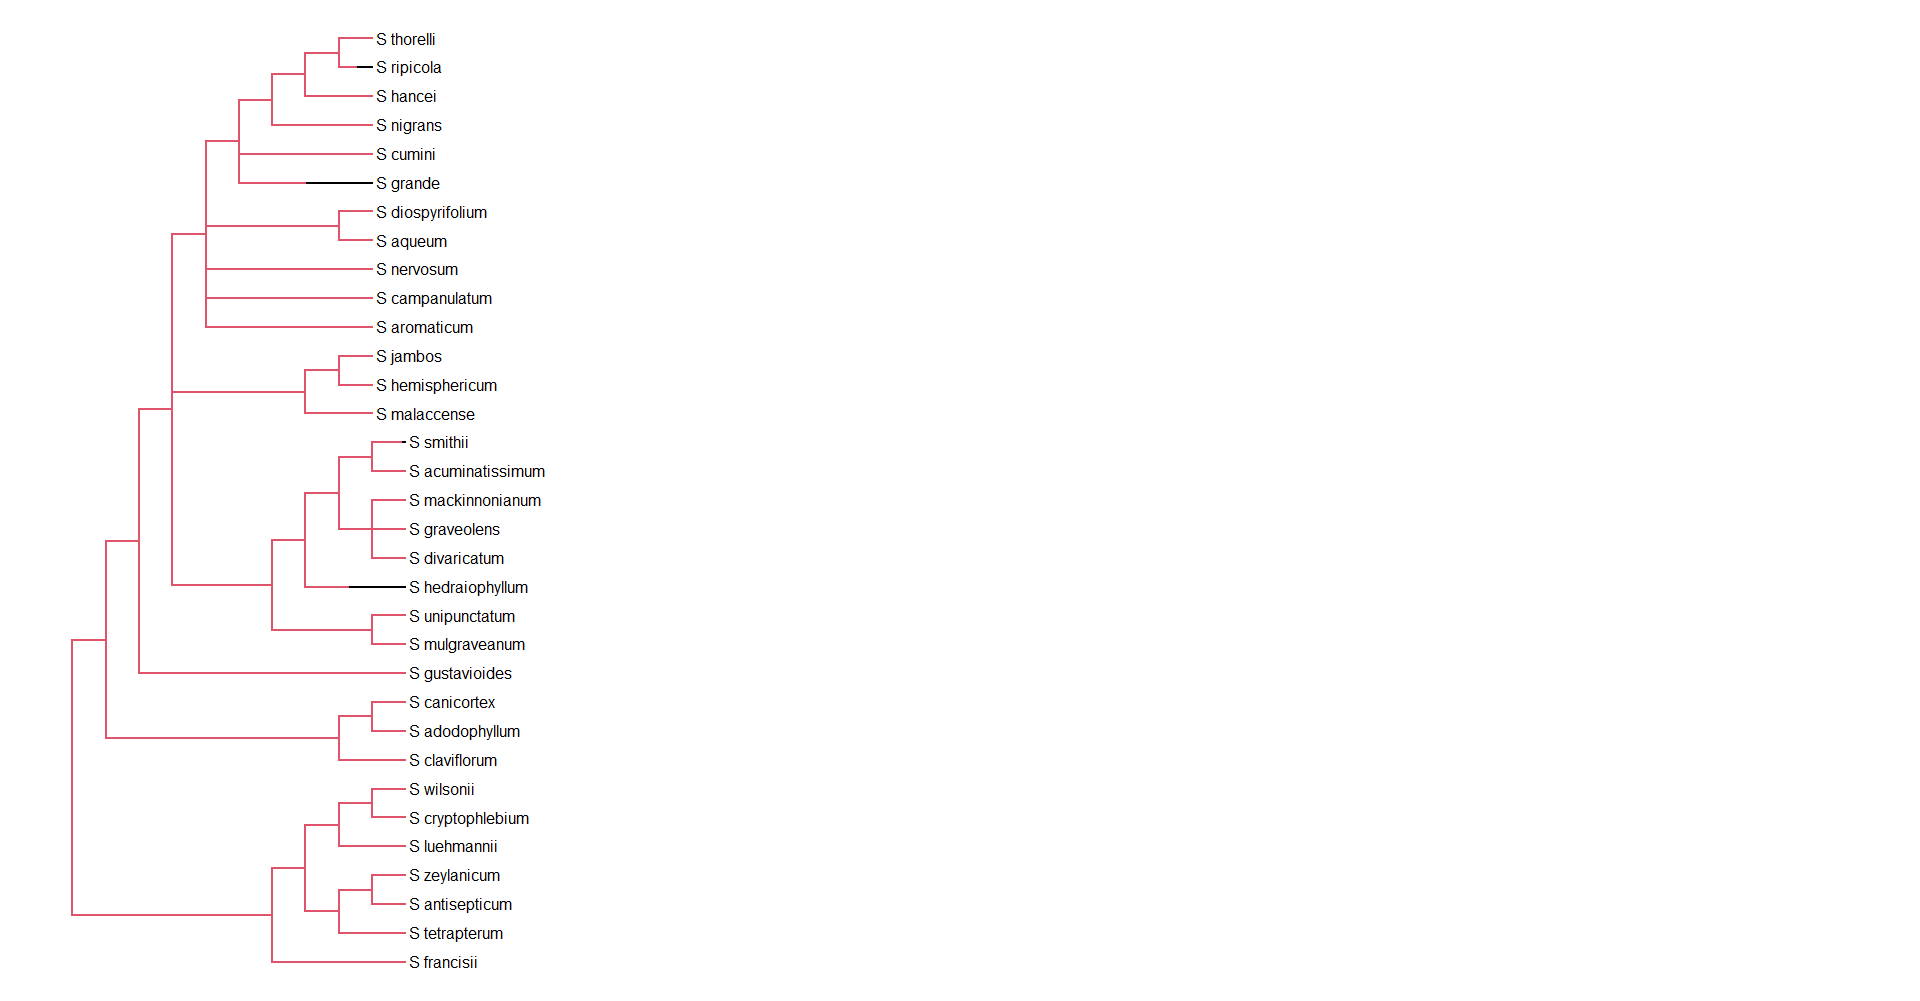 S thorelli
S ripicola
S hancei
S nigrans
S cumini
S grande
S diospyrifolium
S aqueum
S nervosum
S campanulatum
S aromaticum
S jambos
S hemisphericum
S malaccense
S smithii
S acuminatissimum
S mackinnonianum
S graveolens
S divaricatum
S hedraiophyllum
S unipunctatum
S mulgraveanum
S gustavioides
S canicortex
S adodophyllum
S claviflorum
S wilsonii
S cryptophlebium
S luehmannii
S zeylanicum
S antisepticum
S tetrapterum
S francisii